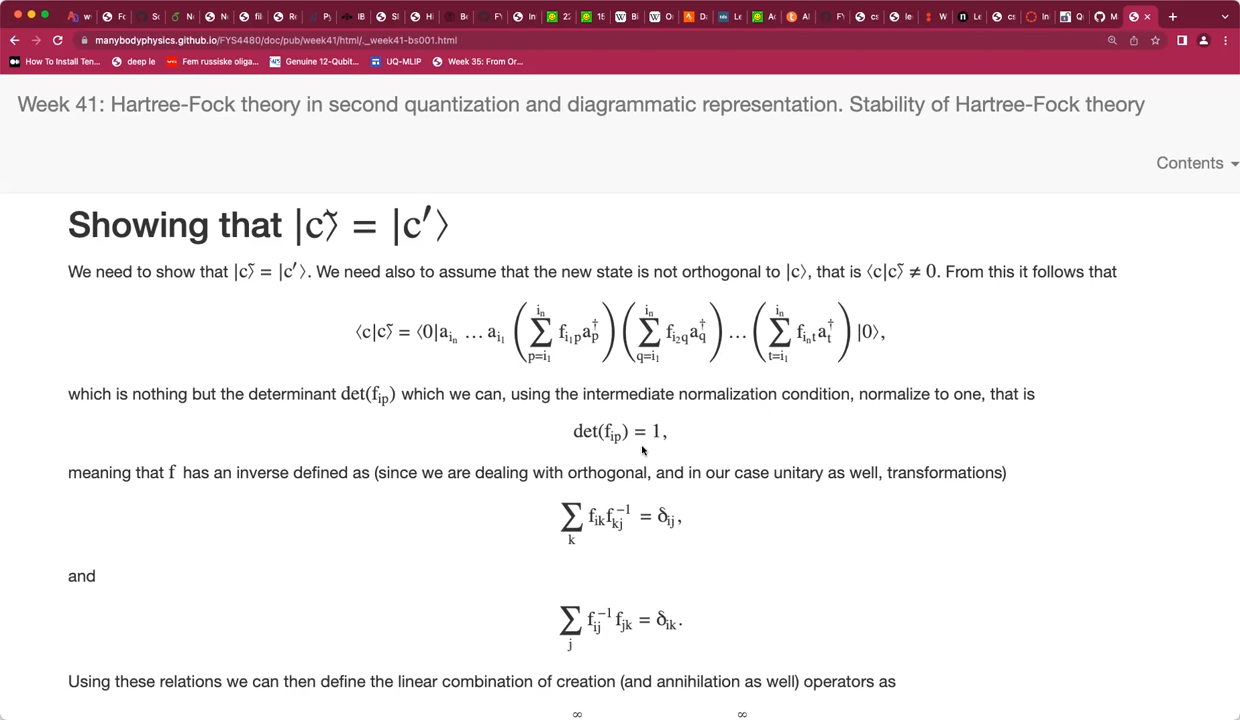 manybodyphysics.github.io/FYS4480/doc/pub/week41/html/._week41-bs001.html
How To Install Ten... deep le Fem russiske oliga... Genuine 12-Qubit... UQ-MLIP Week 35: From Or...
Week 41: Hartree-Fock theory in second quantization and diagrammatic representation. Stability of Hartree-Fock theory
Contents
Showing that |c̃⟩ = |c′⟩
We need to show that |c̃⟩ = |c′⟩. We need also to assume that the new state is not orthogonal to |c⟩, that is ⟨c|c̃⟩ ≠ 0. From this it follows that
⟨c|c̃⟩ = ⟨0|a_{i_n} … a_{i_1} (∑_{p=i_1}^{i_n} f_{i_1p}a_p^†) (∑_{q=i_1}^{i_n} f_{i_2q}a_q^†) … (∑_{t=i_1}^{i_n} f_{i_nt}a_t^†) |0⟩,
which is nothing but the determinant det(f_{ip}) which we can, using the intermediate normalization condition, normalize to one, that is
det(f_{ip}) = 1,
meaning that f has an inverse defined as (since we are dealing with orthogonal, and in our case unitary as well, transformations)
∑_k f_{ik}f_{kj}^{-1} = δ_{ij},
and
∑_j f_{ij}^{-1} f_{jk} = δ_{ik}.
Using these relations we can then define the linear combination of creation (and annihilation as well) operators as
∞ ∞